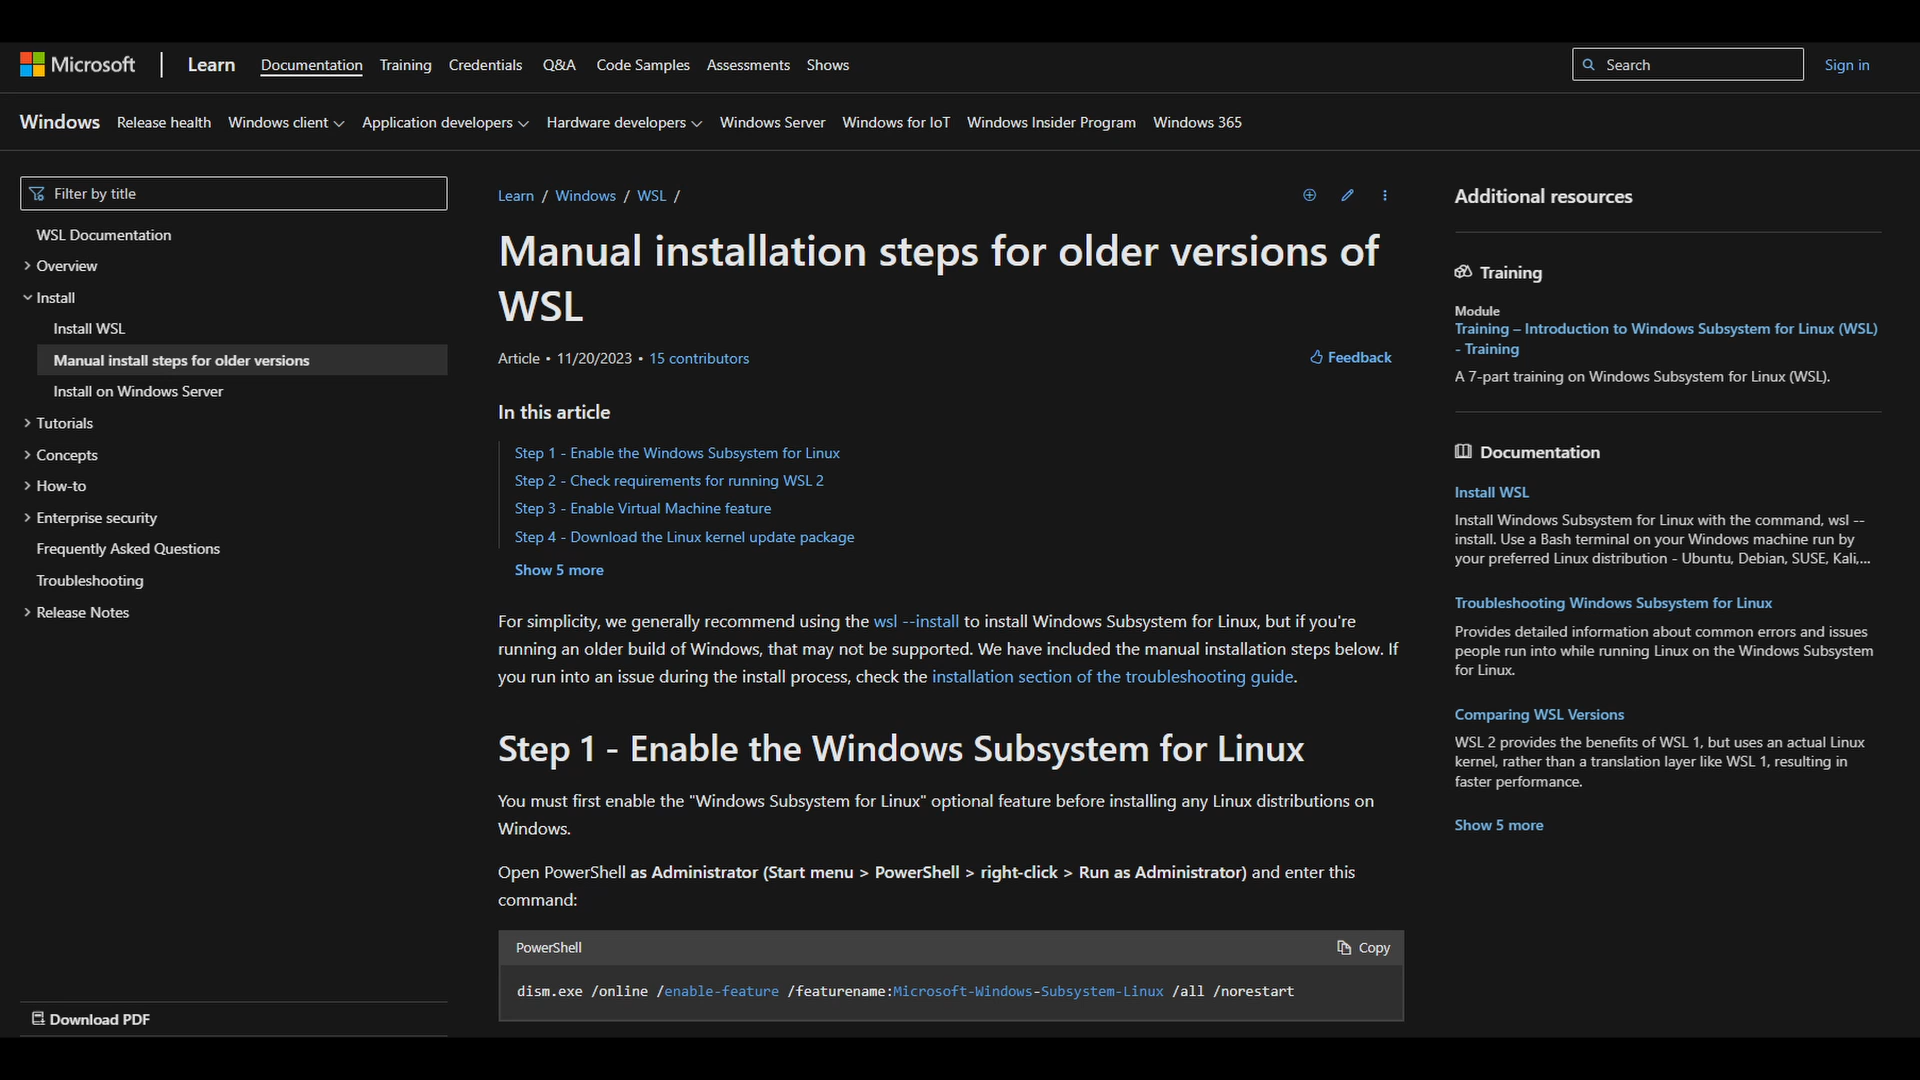 Microsoft
Learn
Documentation
Training
Credentials
Q&A
Code Samples
Assessments
Shows
Search
Sign in
Windows
Release health
Windows client
Application developers
Hardware developers
Windows Server
Windows for IoT
Windows Insider Program
Windows 365
Filter by title
WSL Documentation
Overview
Install
Install WSL
Manual install steps for older versions
Install on Windows Server
Tutorials
Concepts
How-to
Enterprise security
Frequently Asked Questions
Troubleshooting
Release Notes
Download PDF
Learn / Windows / WSL /
Manual installation steps for older versions of
WSL
Article • 11/20/2023 • 15 contributors
Feedback
In this article
Step 1 - Enable the Windows Subsystem for Linux
Step 2 - Check requirements for running WSL 2
Step 3 - Enable Virtual Machine feature
Step 4 - Download the Linux kernel update package
Show 5 more
For simplicity, we generally recommend using the wsl --install to install Windows Subsystem for Linux, but if you're
running an older build of Windows, that may not be supported. We have included the manual installation steps below. If
you run into an issue during the install process, check the installation section of the troubleshooting guide.
Step 1 - Enable the Windows Subsystem for Linux
You must first enable the "Windows Subsystem for Linux" optional feature before installing any Linux distributions on
Windows.
Open PowerShell as Administrator (Start menu > PowerShell > right-click > Run as Administrator) and enter this
command:
PowerShell
Copy
dism.exe /online /enable-feature /featurename:Microsoft-Windows-Subsystem-Linux /all /norestart
Additional resources
Training
Module
Training – Introduction to Windows Subsystem for Linux (WSL)
- Training
A 7-part training on Windows Subsystem for Linux (WSL).
Documentation
Install WSL
Install Windows Subsystem for Linux with the command, wsl --
install. Use a Bash terminal on your Windows machine run by
your preferred Linux distribution - Ubuntu, Debian, SUSE, Kali,...
Troubleshooting Windows Subsystem for Linux
Provides detailed information about common errors and issues
people run into while running Linux on the Windows Subsystem
for Linux.
Comparing WSL Versions
WSL 2 provides the benefits of WSL 1, but uses an actual Linux
kernel, rather than a translation layer like WSL 1, resulting in
faster performance.
Show 5 more